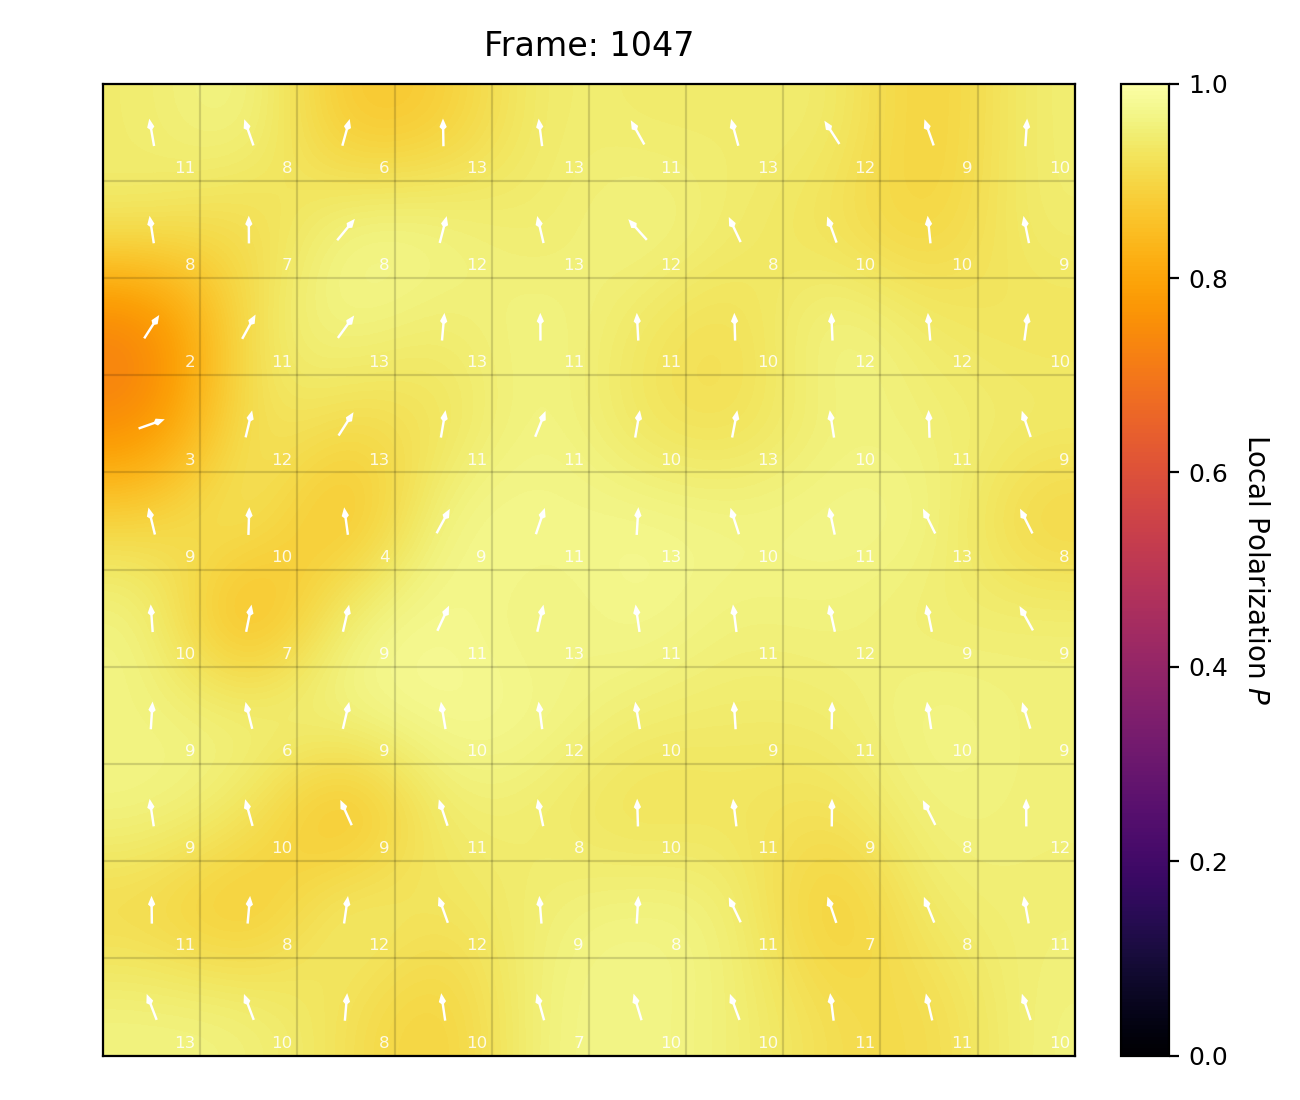 Frame: 1047
11 8 6 13 13 11 13 12 9 10
8 7 8 12 13 12 8 10 10 9
2 11 13 13 11 11 10 12 12 10
3 12 13 11 11 10 13 10 11 9
9 10 4 9 11 13 10 11 13 8
10 7 9 11 13 11 11 12 9 9
9 6 9 10 12 10 9 11 10 9
9 10 9 11 8 10 11 9 8 12
11 8 12 12 9 8 11 7 8 11
13 10 8 10 7 10 10 11 11 10
1.0
0.8
0.6
0.4
0.2
0.0
Local Polarization P